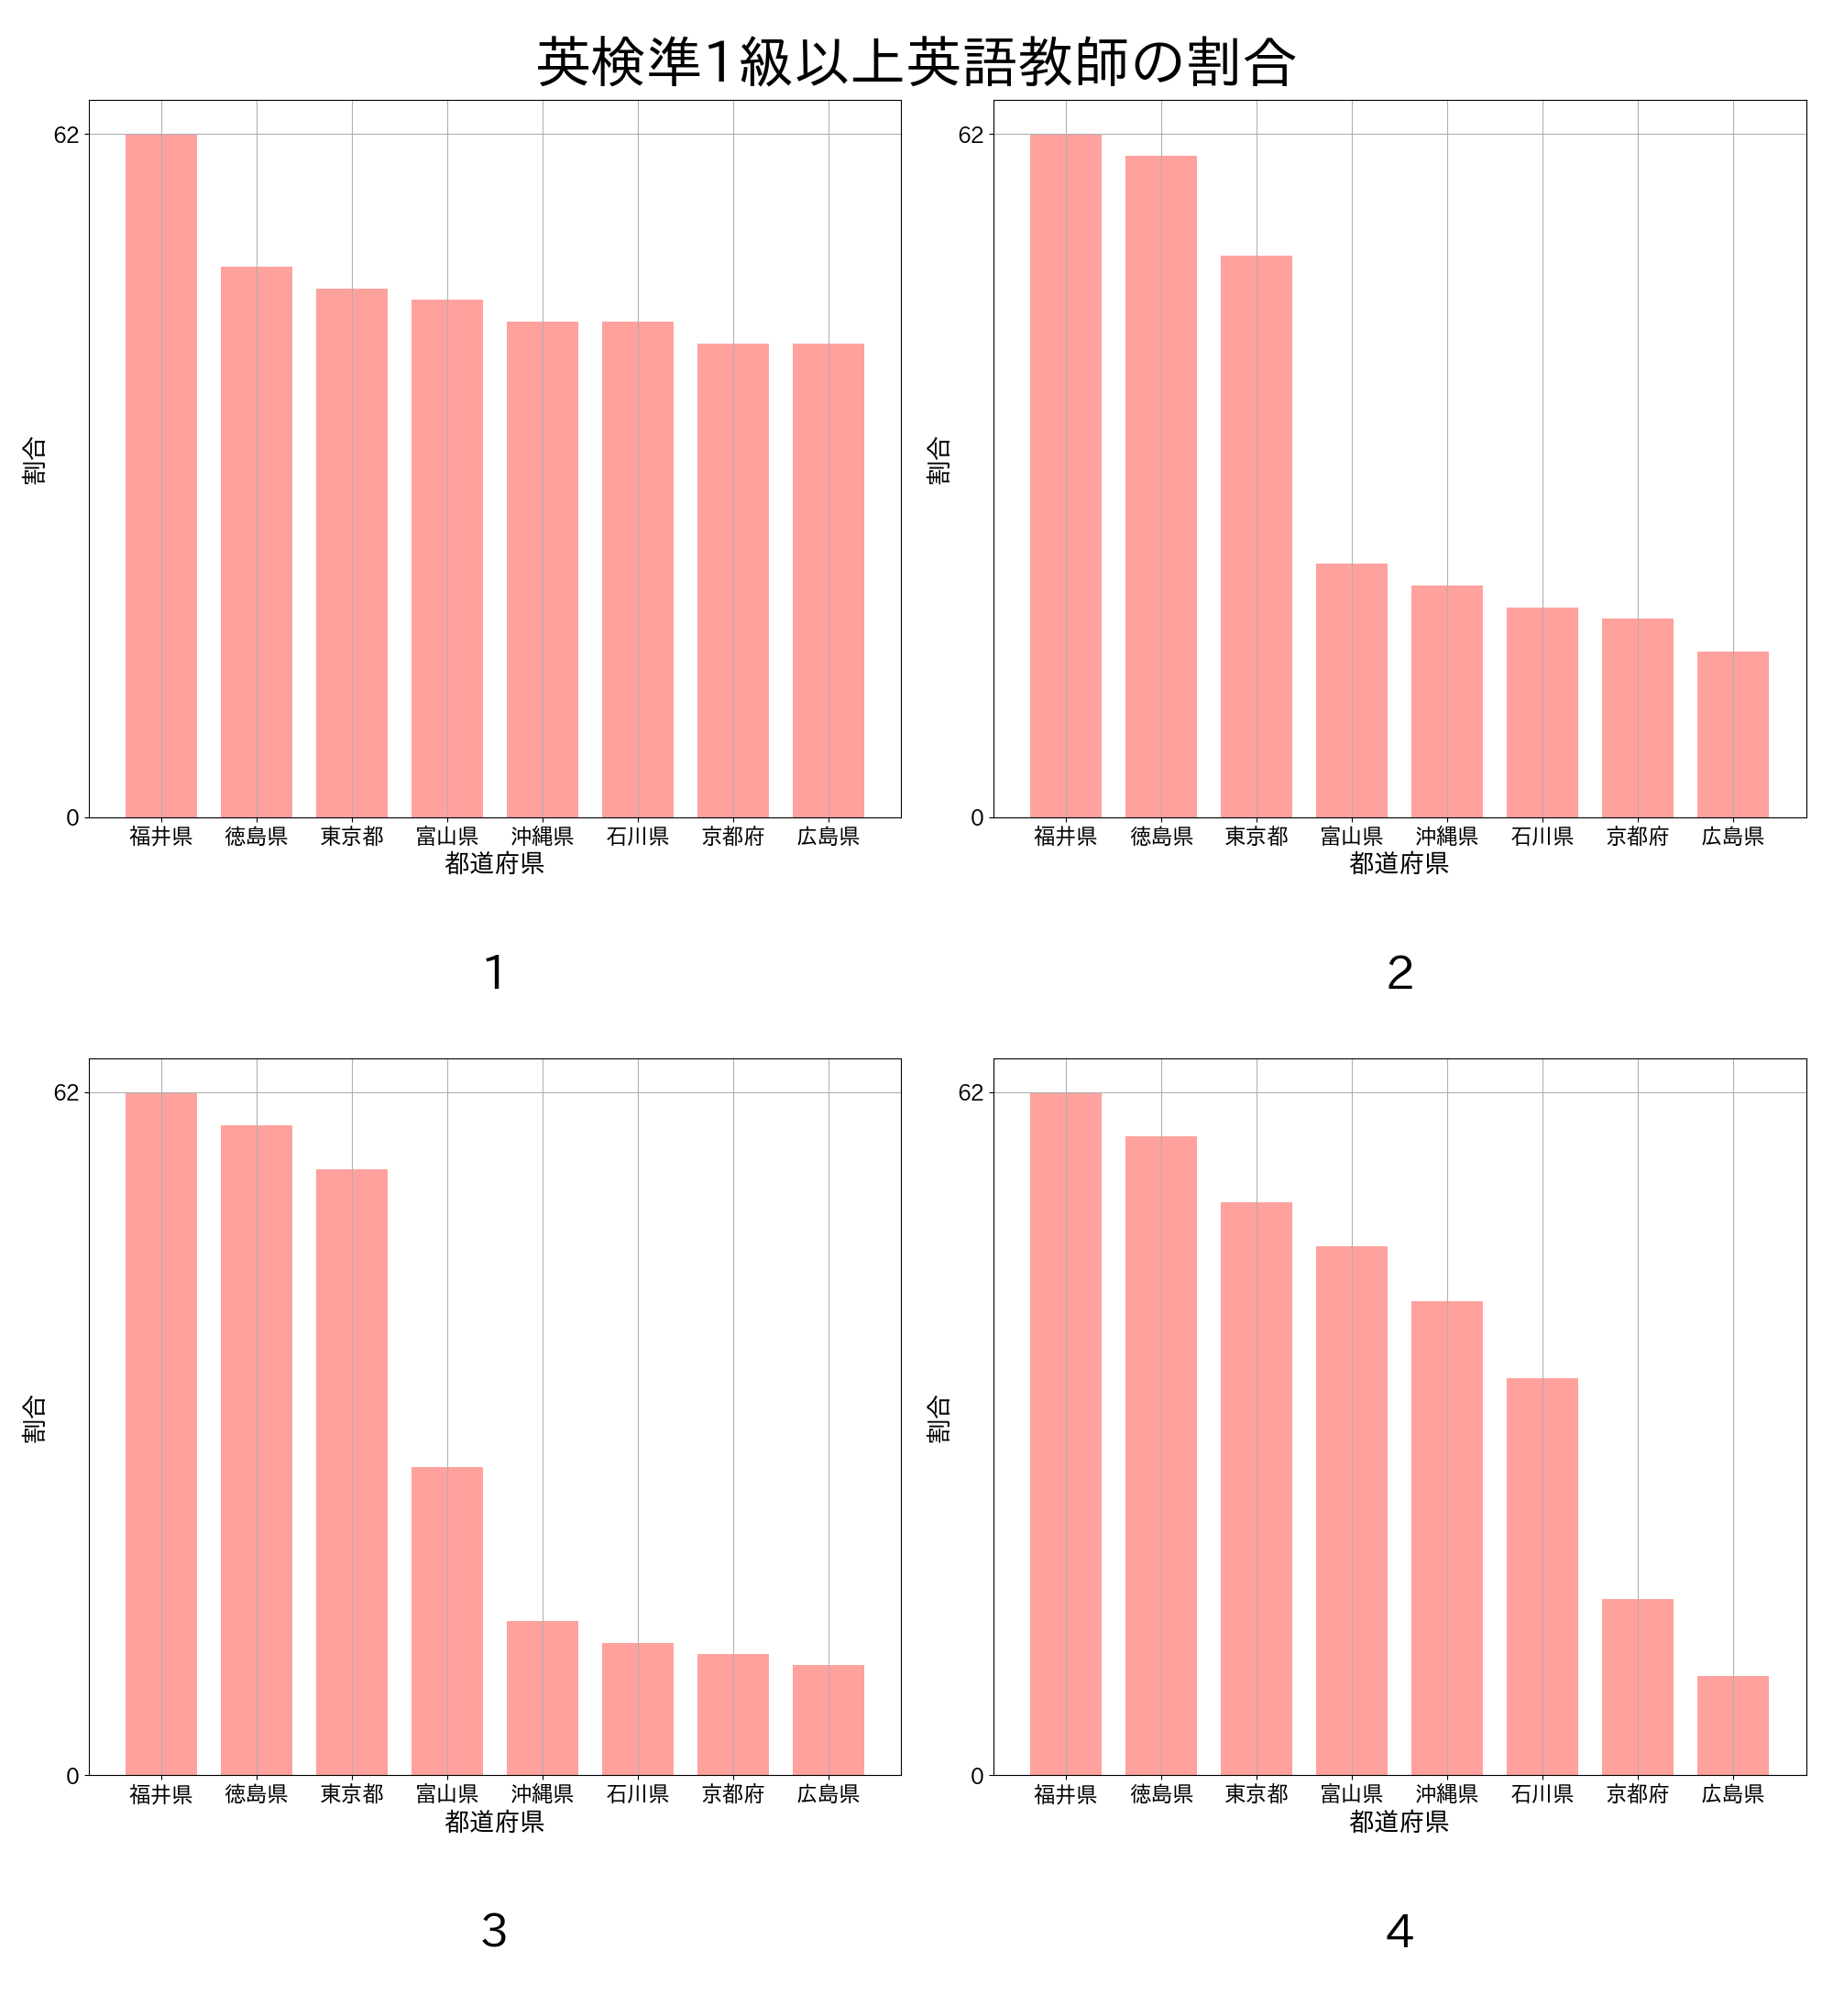 英検準1級以上英語教師の割合
62
割合
0
福井県 徳島県 東京都 富山県 沖縄県 石川県 京都府 広島県
都道府県
1
62
割合
0
福井県 徳島県 東京都 富山県 沖縄県 石川県 京都府 広島県
都道府県
2
62
割合
0
福井県 徳島県 東京都 富山県 沖縄県 石川県 京都府 広島県
都道府県
3
62
割合
0
福井県 徳島県 東京都 富山県 沖縄県 石川県 京都府 広島県
都道府県
4